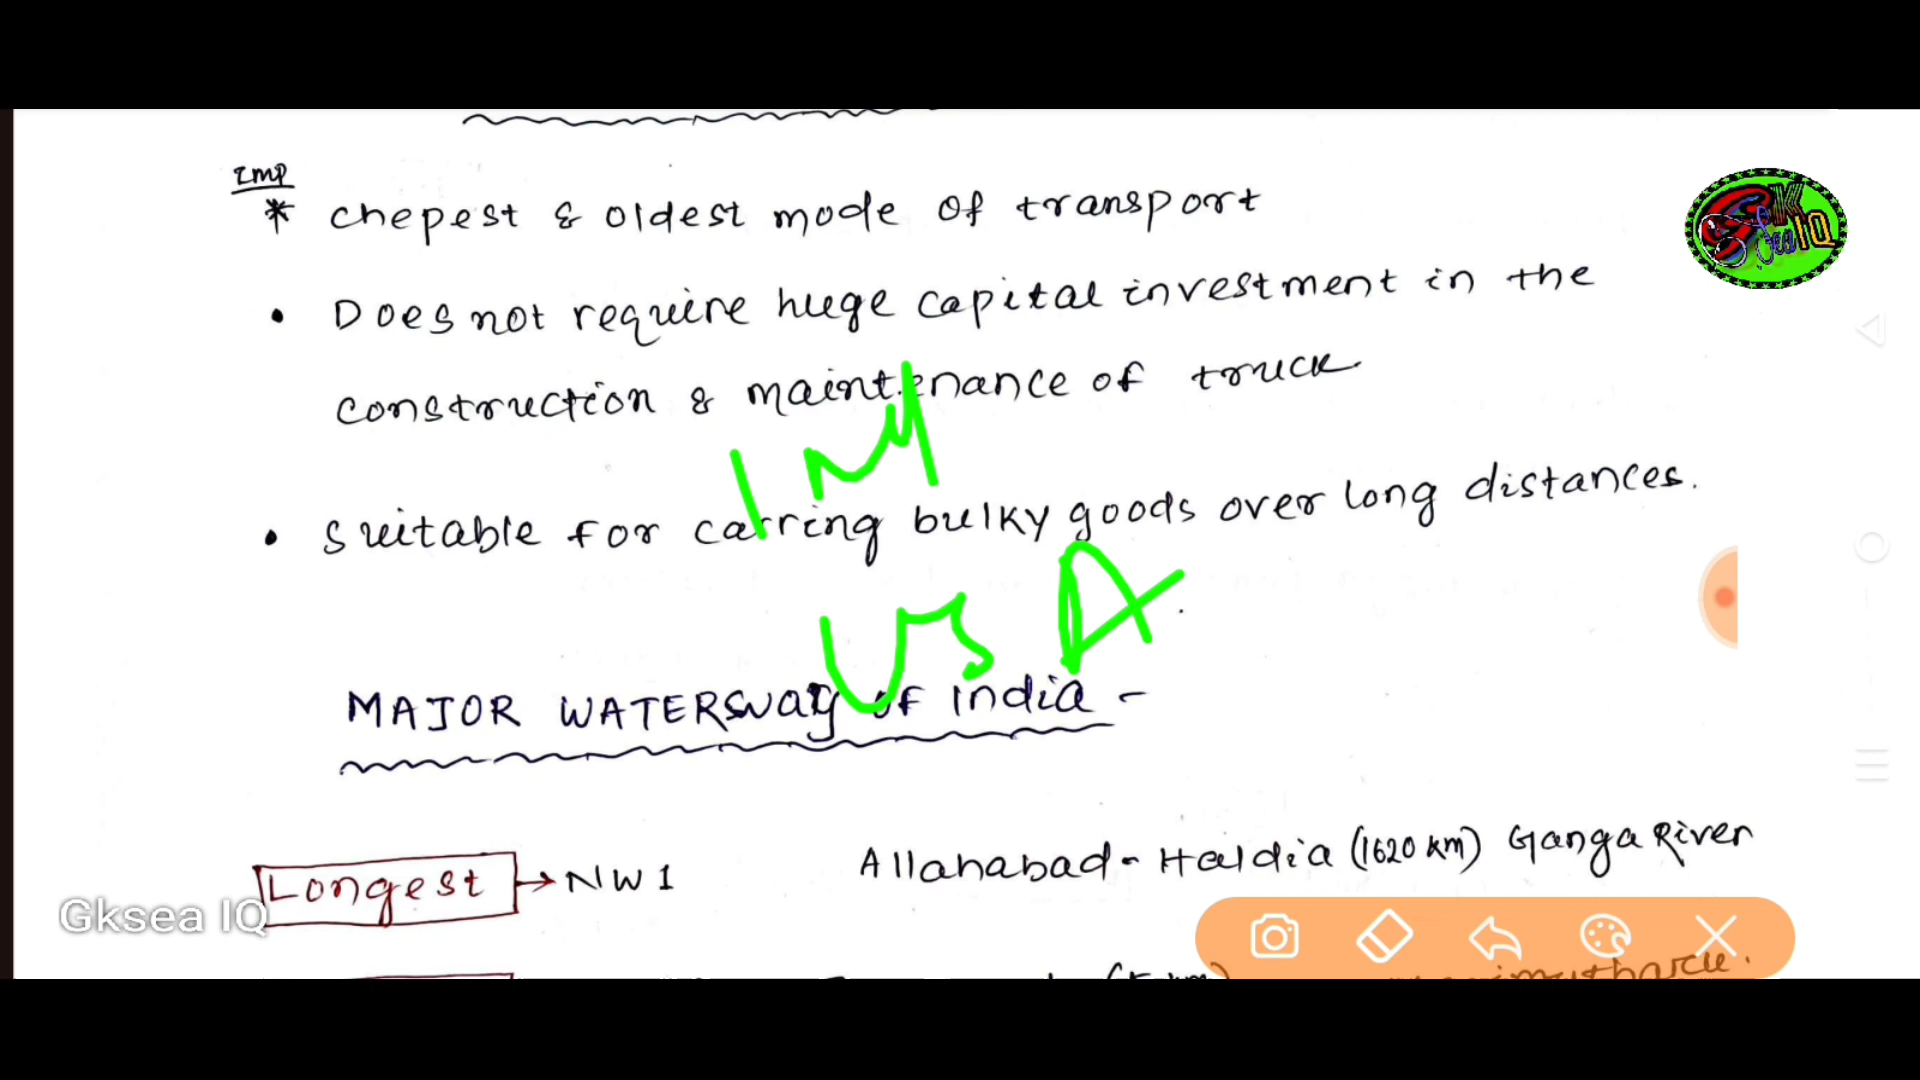 Imp
* chepest & oldest mode of transport
• Does not require huge capital investment in the
construction & maintenance of truck
• Suitable for carring bulky goods over long distances.
IM
USA
MAJOR WATERSWAY OF India -
Longest → NW 1 Allahabad - Haldia (1620 km) Ganga River
Gksea IQ